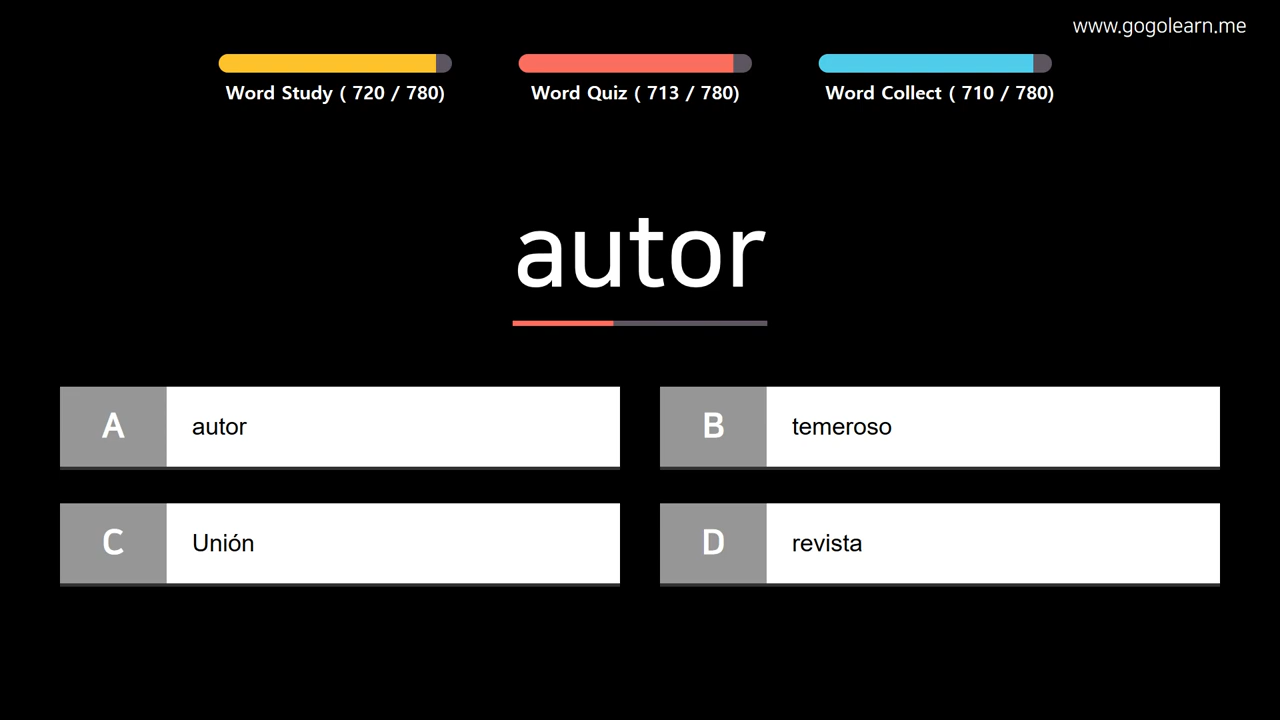 www.gogolearn.me
Word Study ( 720 / 780)
Word Quiz ( 713 / 780)
Word Collect ( 710 / 780)
autor
A autor
B temeroso
C Unión
D revista